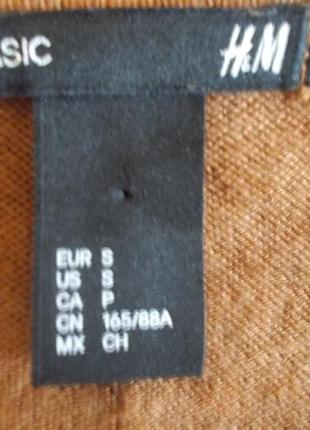 ASIC H&M
EUR S
US S
CA P
CN 165/88A
MX CH